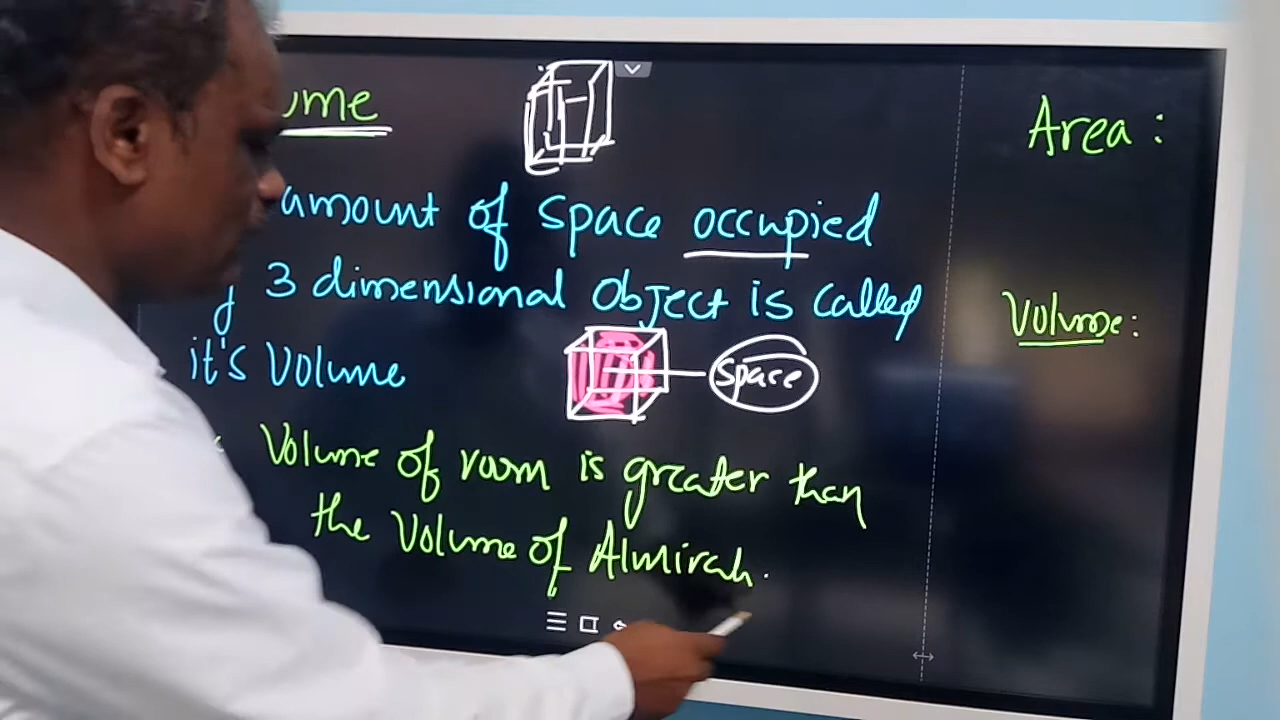 ume
Area :
amount of space occupied
y 3 dimensional object is called
it's volume
space
Volume :
Volume of room is greater than
the volume of Almirah.